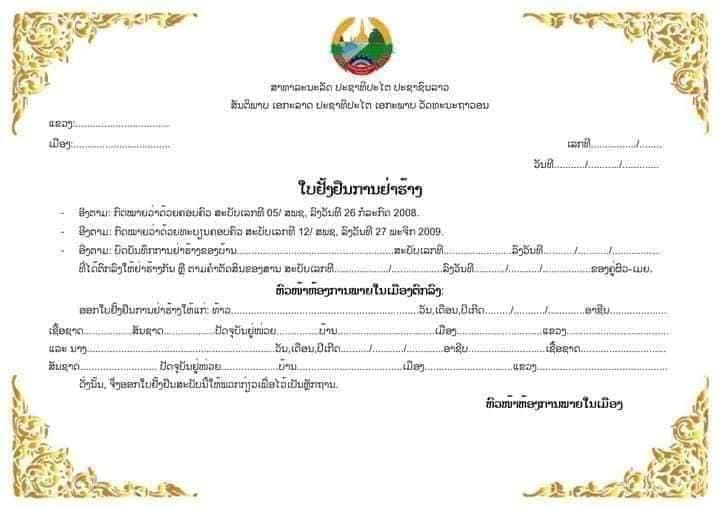 ສາທາລະນະລັດ ປະຊາທິປະໄຕ ປະຊາຊົນລາວ
ສັນຕິພາບ ເອກະລາດ ປະຊາທິປະໄຕ ເອກະພາບ ວັດທະນະຖາວອນ
ແຂວງ:.................................
ເມືອງ:.................................. ເລກທີ................/........
ວັນທີ.........../.........../.............
ໃບຢັ້ງຢືນການຢ່າຮ້າງ
- ອີງຕາມ: ກົດໝາຍວ່າດ້ວຍຄອບຄົວ ສະບັບເລກທີ 05/ ສພຊ, ລົງວັນທີ 26 ກໍລະກົດ 2008.
- ອີງຕາມ: ກົດໝາຍວ່າດ້ວຍທະບຽນຄອບຄົວ ສະບັບເລກທີ 12/ ສພຊ, ລົງວັນທີ 27 ພະຈິກ 2009.
- ອີງຕາມ: ບົດບັນທຶກການຢ່າຮ້າງຂອງບ້ານ.......................................................ສະບັບເລກທີ........................ລົງວັນທີ.........../.........../.................
ທີ່ໄດ້ຕົກລົງໃຫ້ຢ່າຮ້າງກັນ ຫຼື ຕາມຄໍາຕັດສິນຂອງສານ ສະບັບເລກທີ.................../..................ລົງວັນທີ.........../.........../...................ຂອງຄູ່ຜົວ-ເມຍ.
ຫົວໜ້າຫ້ອງການພາຍໃນເມືອງຕົກລົງ:
ອອກໃບຢັ້ງຢືນການຢ່າຮ້າງໃຫ້ແກ່: ທ້າວ..................................................................ວັນ,ເດືອນ,ປີເກີດ........./.........../..............ອາຊີບ....................
ເຊື້ອຊາດ.................ສັນຊາດ..................ປັດຈຸບັນຢູ່ໜ່ວຍ...............ບ້ານ..........................ເມືອງ.............................ແຂວງ...................................
ແລະ ນາງ..........................................................ວັນ,ເດືອນ,ປີເກີດ........../.........../..............ອາຊີບ...........................ເຊື້ອຊາດ..............................
ສັນຊາດ........................... ປັດຈຸບັນຢູ່ໜ່ວຍ....................ບ້ານ.....................................ເມືອງ...............................ແຂວງ..............................................
ດັ່ງນັ້ນ, ຈຶ່ງອອກໃບຢັ້ງຢືນສະບັບນີ້ໃຫ້ພວກກ່ຽວເພື່ອໄວ້ເປັນຫຼັກຖານ.
ຫົວໜ້າຫ້ອງການພາຍໃນເມືອງ